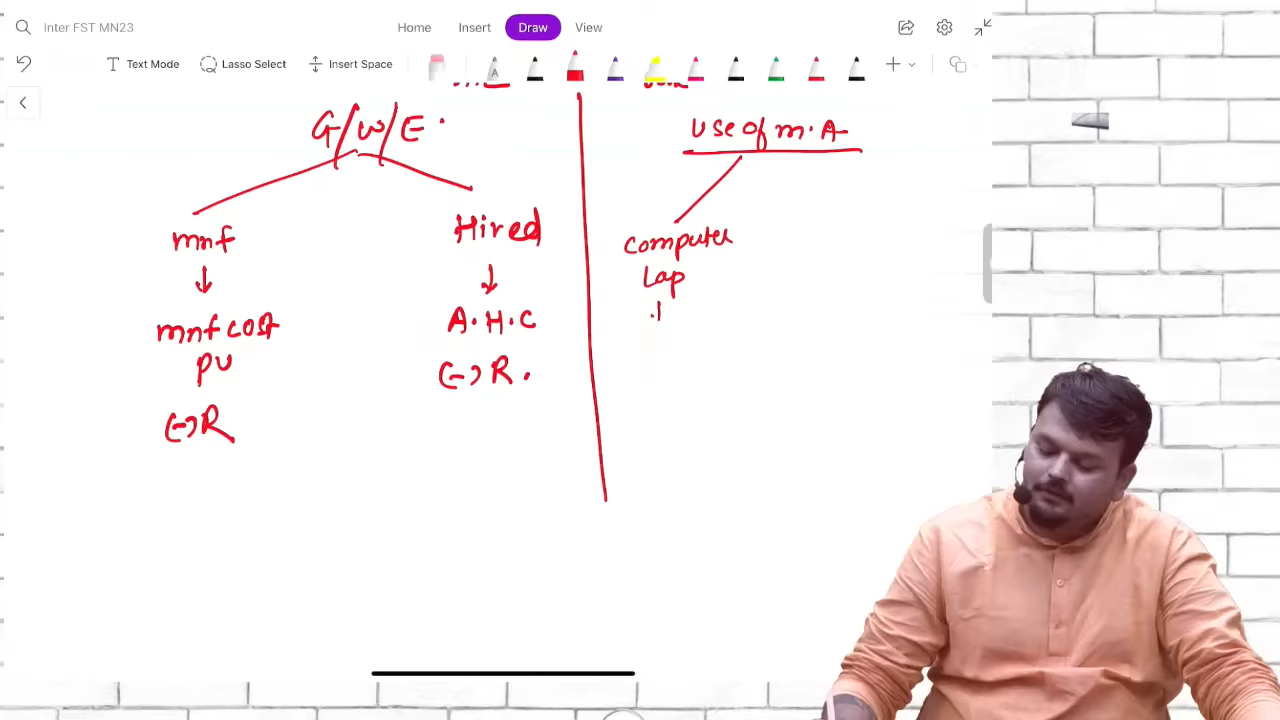 Inter FST MN23
Home
Insert
Draw
View
Text Mode
Lasso Select
Insert Space
G/W/E.
Use of m.A
mnf
Hired
computer
Lap
mnf cost
PV
A.H.C
(-) R.
(-) R